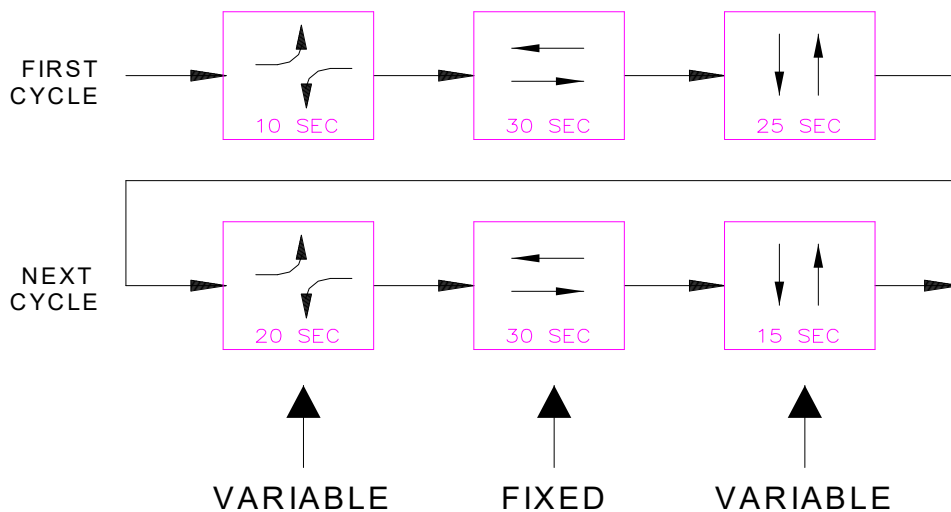 FIRST
CYCLE
10 SEC
30 SEC
25 SEC
NEXT
CYCLE
20 SEC
30 SEC
15 SEC
VARIABLE
FIXED
VARIABLE